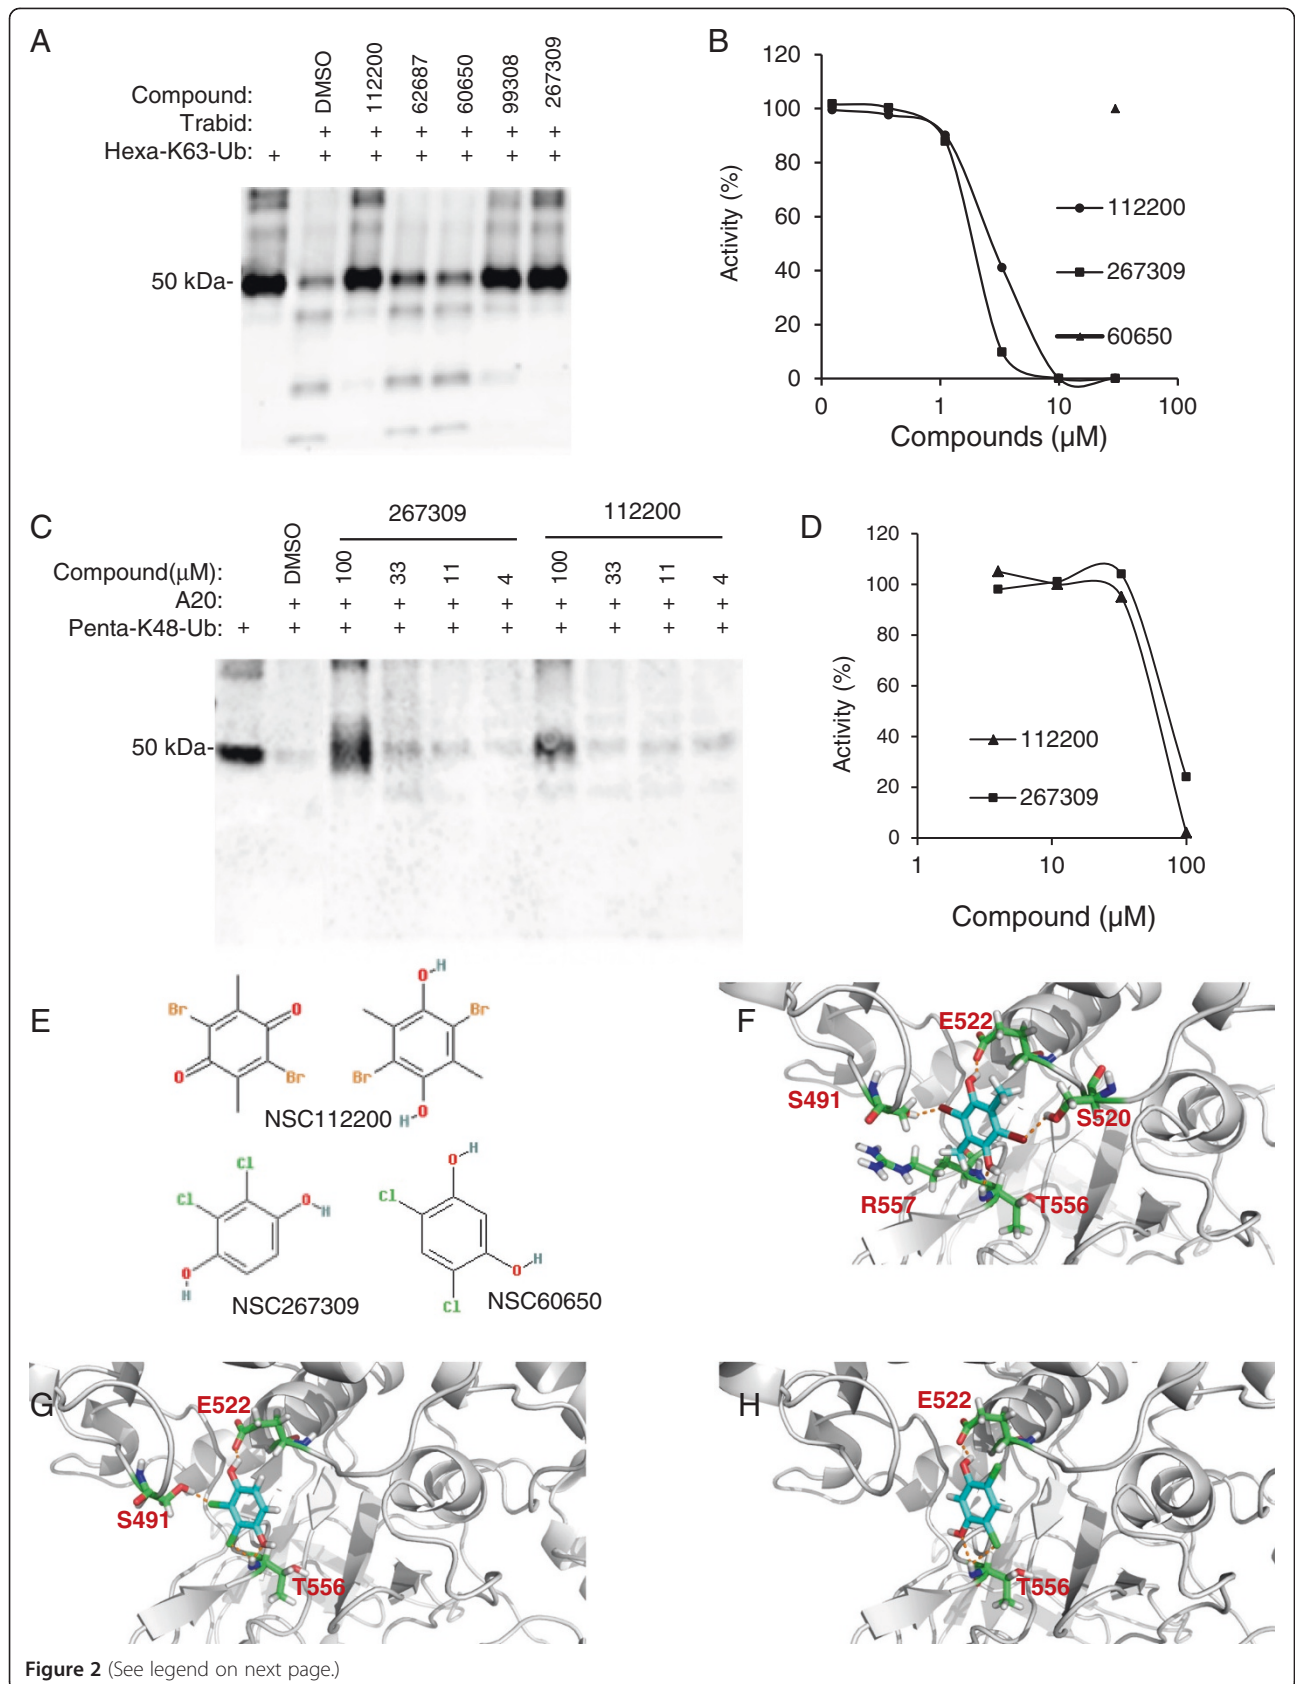 A
Compound:
DMSO
112200
62687
60650
99308
267309
Trabid:
+ + + + + +
Hexa-K63-Ub:
+ + + + + + +
50 kDa-
B
120
100
80
60
40
20
0
Activity (%)
112200
267309
60650
0 1 10 100
Compounds (µM)
C
267309 112200
Compound(µM):
DMSO
100
33
11
4
100
33
11
4
A20:
+ + + + + + + + +
Penta-K48-Ub:
+ + + + + + + + + +
50 kDa-
D
120
100
80
60
40
20
0
Activity (%)
112200
267309
1 10 100
Compound (µM)
E
Br O
O Br
O H
Br
Br
H O
NSC112200
Cl
Cl
O H
O
H
NSC267309
O H
Cl
O H
Cl
NSC60650
F
E522
S491
S520
R557
T556
G
E522
S491
T556
H
E522
T556
Figure 2 (See legend on next page.)